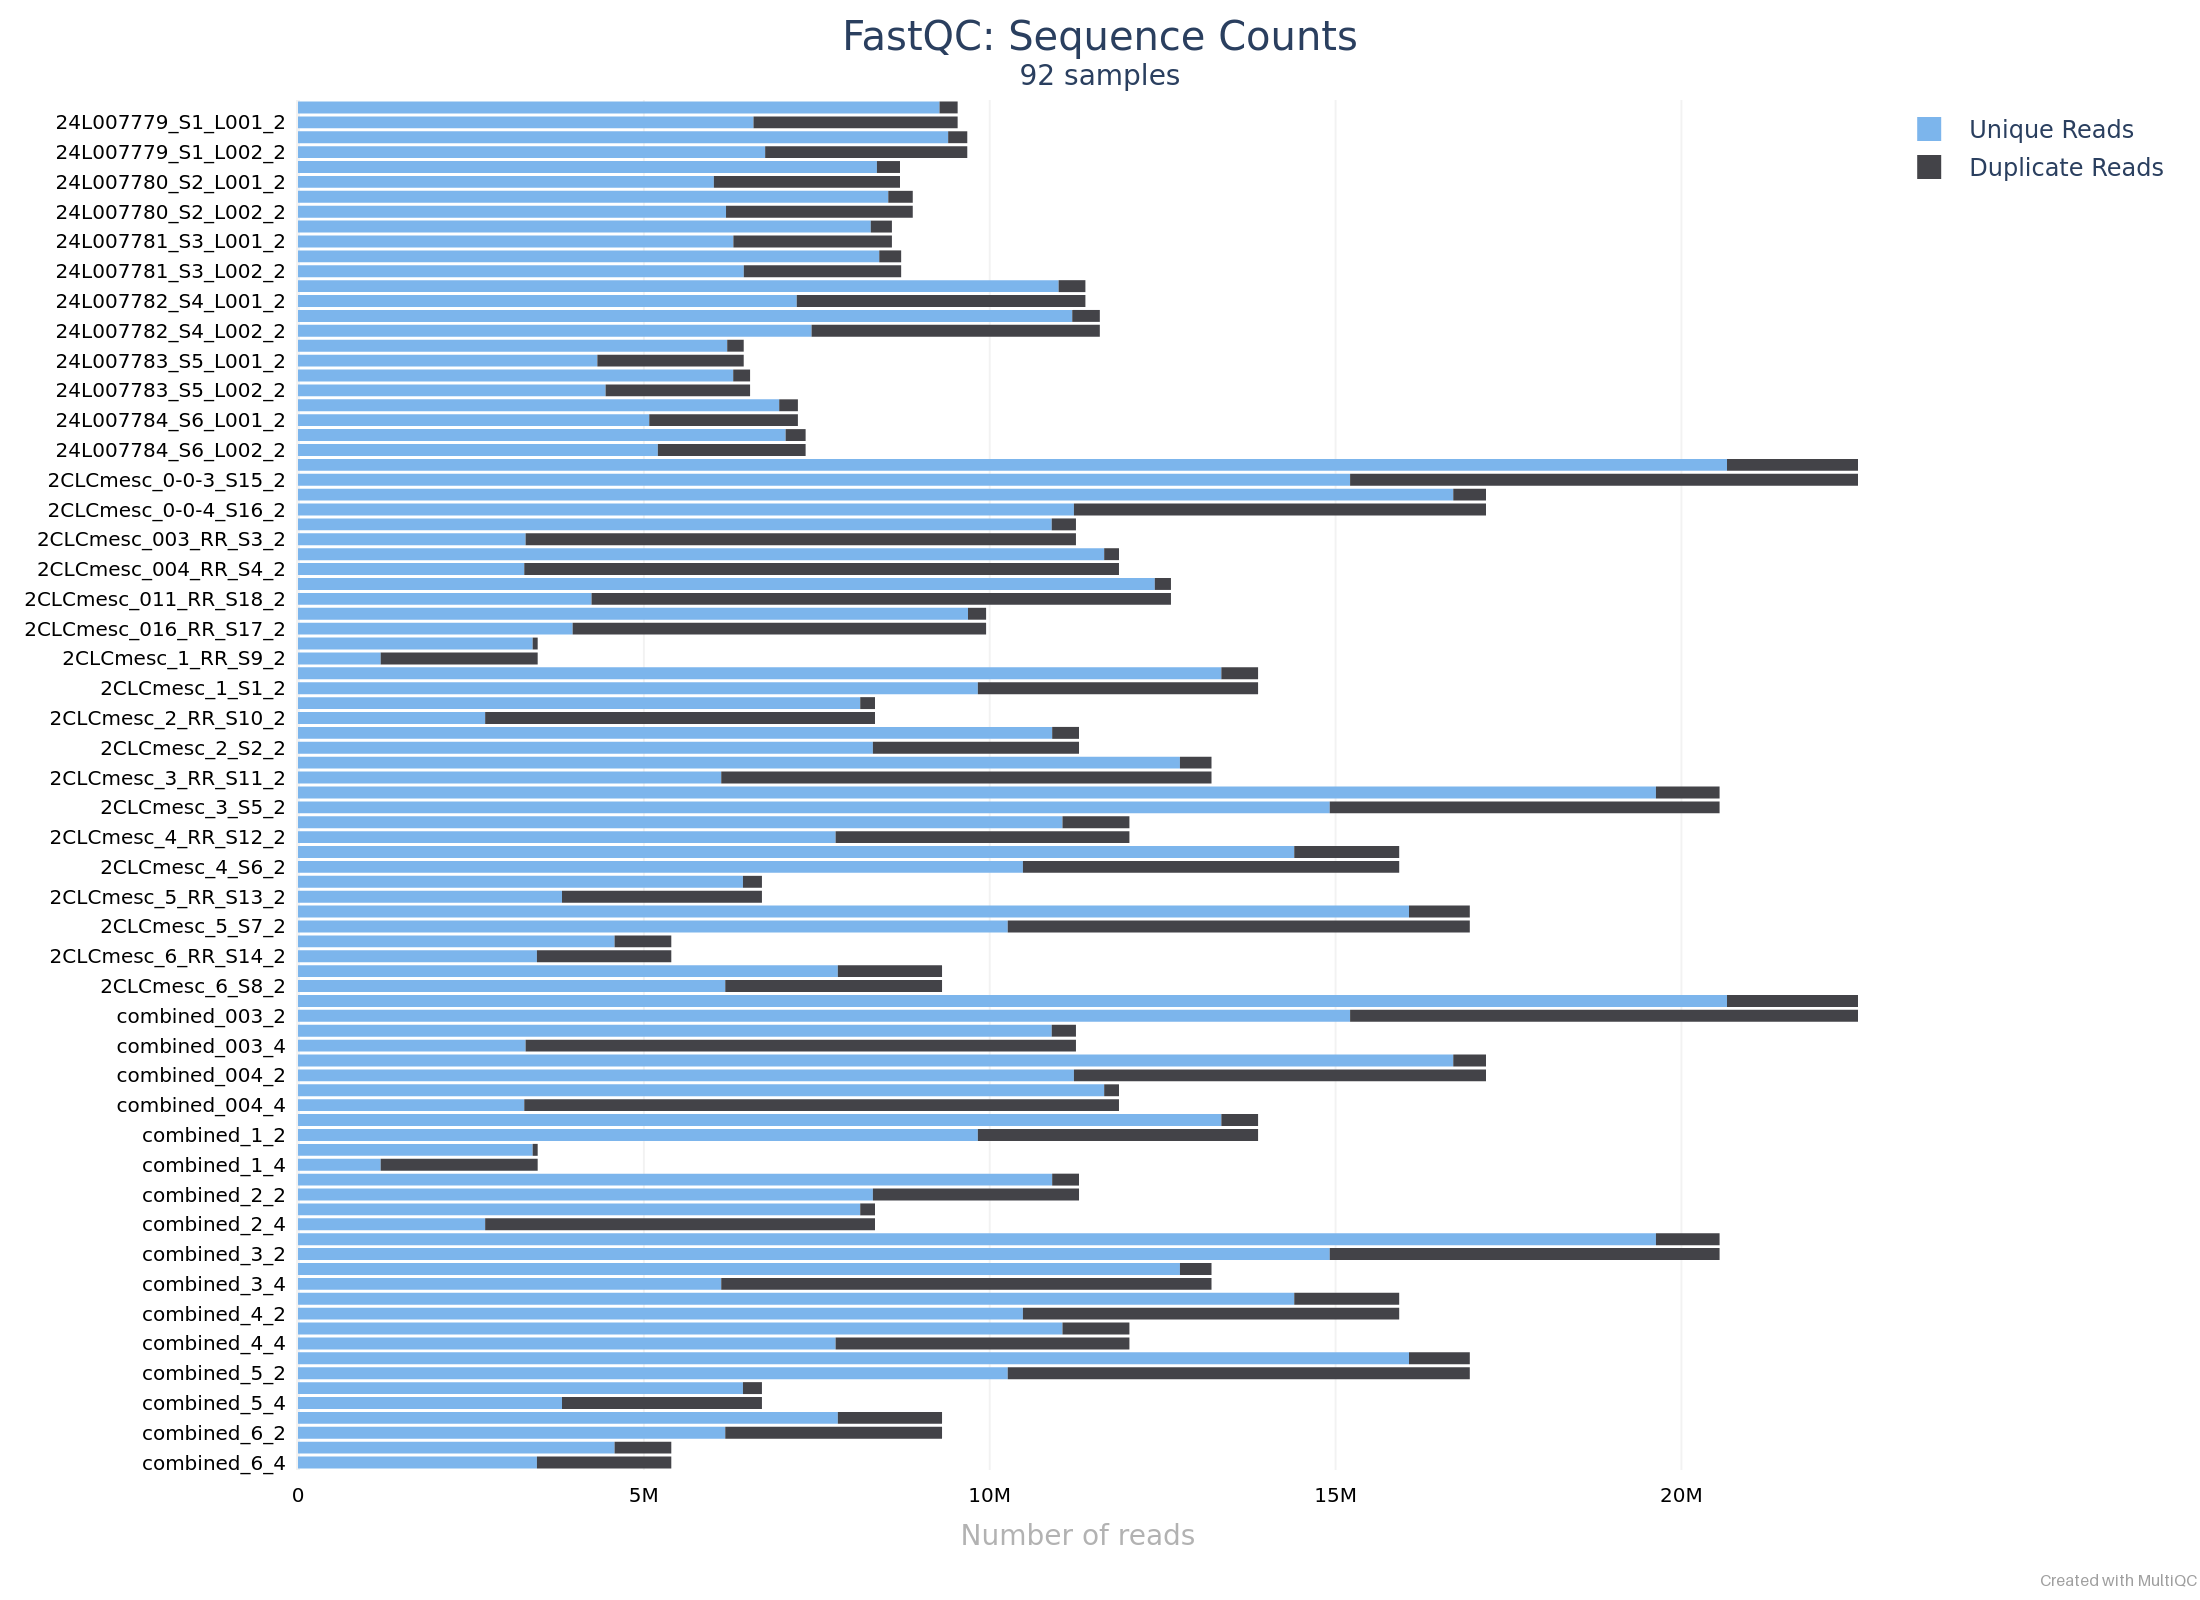 FastQC: Sequence Counts
92 samples
Unique Reads
Duplicate Reads
24L007779_S1_L001_2
24L007779_S1_L002_2
24L007780_S2_L001_2
24L007780_S2_L002_2
24L007781_S3_L001_2
24L007781_S3_L002_2
24L007782_S4_L001_2
24L007782_S4_L002_2
24L007783_S5_L001_2
24L007783_S5_L002_2
24L007784_S6_L001_2
24L007784_S6_L002_2
2CLCmesc_0-0-3_S15_2
2CLCmesc_0-0-4_S16_2
2CLCmesc_003_RR_S3_2
2CLCmesc_004_RR_S4_2
2CLCmesc_011_RR_S18_2
2CLCmesc_016_RR_S17_2
2CLCmesc_1_RR_S9_2
2CLCmesc_1_S1_2
2CLCmesc_2_RR_S10_2
2CLCmesc_2_S2_2
2CLCmesc_3_RR_S11_2
2CLCmesc_3_S5_2
2CLCmesc_4_RR_S12_2
2CLCmesc_4_S6_2
2CLCmesc_5_RR_S13_2
2CLCmesc_5_S7_2
2CLCmesc_6_RR_S14_2
2CLCmesc_6_S8_2
combined_003_2
combined_003_4
combined_004_2
combined_004_4
combined_1_2
combined_1_4
combined_2_2
combined_2_4
combined_3_2
combined_3_4
combined_4_2
combined_4_4
combined_5_2
combined_5_4
combined_6_2
combined_6_4
0 5M 10M 15M 20M
Number of reads
Created with MultiQC